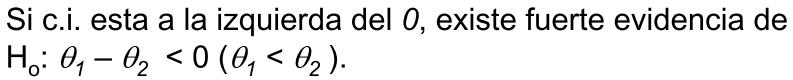 Si c.i. esta a la izquierda del 0, existe fuerte evidencia de
Hₒ: θ₁ – θ₂ < 0 (θ₁ < θ₂ ).